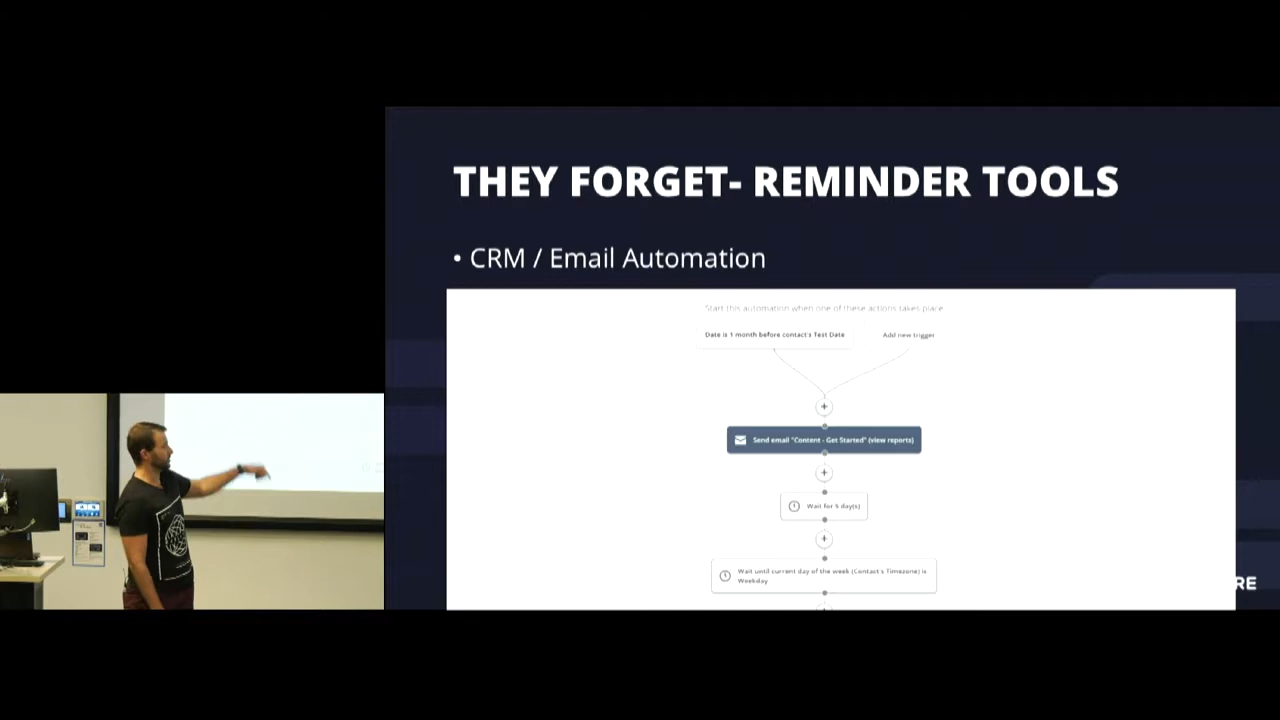 THEY FORGET- REMINDER TOOLS
• CRM / Email Automation
Start this automation when one of these actions takes place
Date is 1 month before contact's Test Date
Add new trigger
Send email "Content - Get Started" (view reports)
Wait for 5 day(s)
Wait until current day of the week (Contact's Timezone) is
Weekday
RE